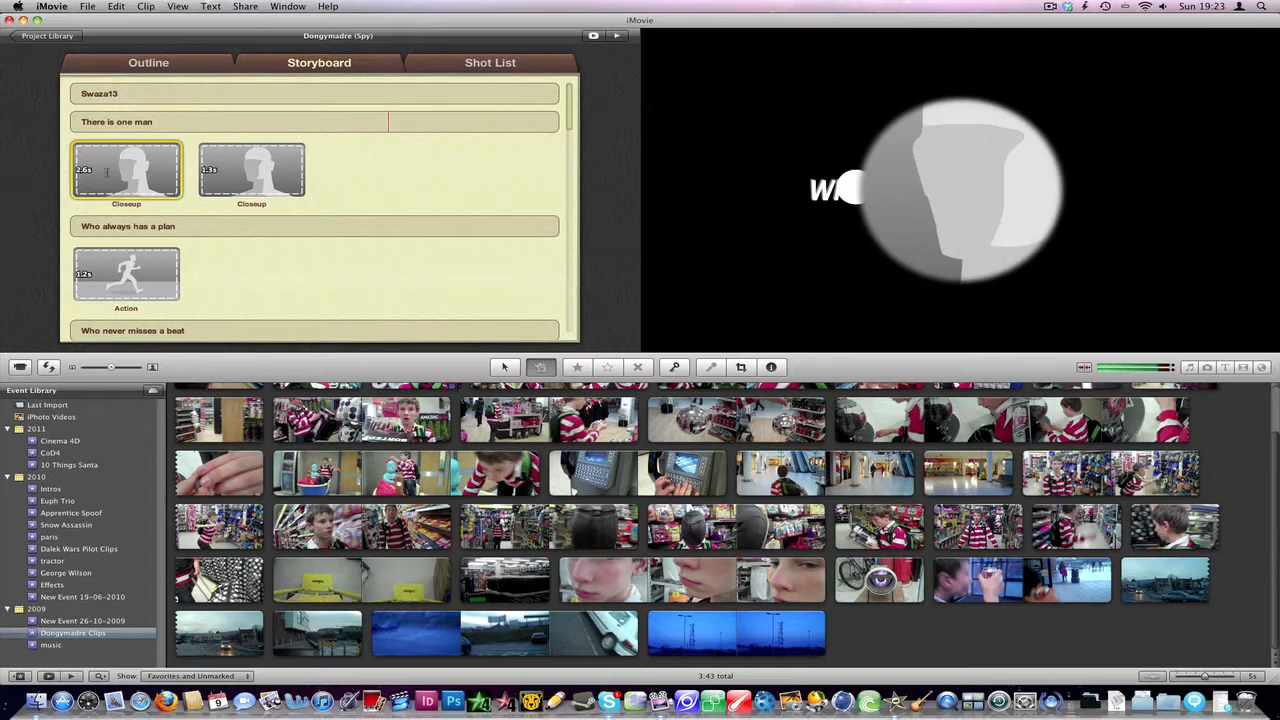 iMovie File Edit Clip View Text Share Window Help Sun 19:23
iMovie
Project Library
Dongymadre (Spy)
Outline Storyboard Shot List
Swaza13
There is one man
2.6s 1.3s
Closeup Closeup
Who always has a plan
1.2s
Action
Who never misses a beat
Event Library
Last Import
iPhoto Videos
2011
Cinema 4D
CoD4
10 Things Santa
2010
Intros
Euph Trio
Apprentice Spoof
Snow Assassin
paris
Dalek Wars Pilot Clips
tractor
George Wilson
Effects
New Event 19-06-2010
2009
New Event 26-10-2009
Dongymadre Clips
music
Show: Favorites and Unmarked 3:43 total 5s
Id Ps